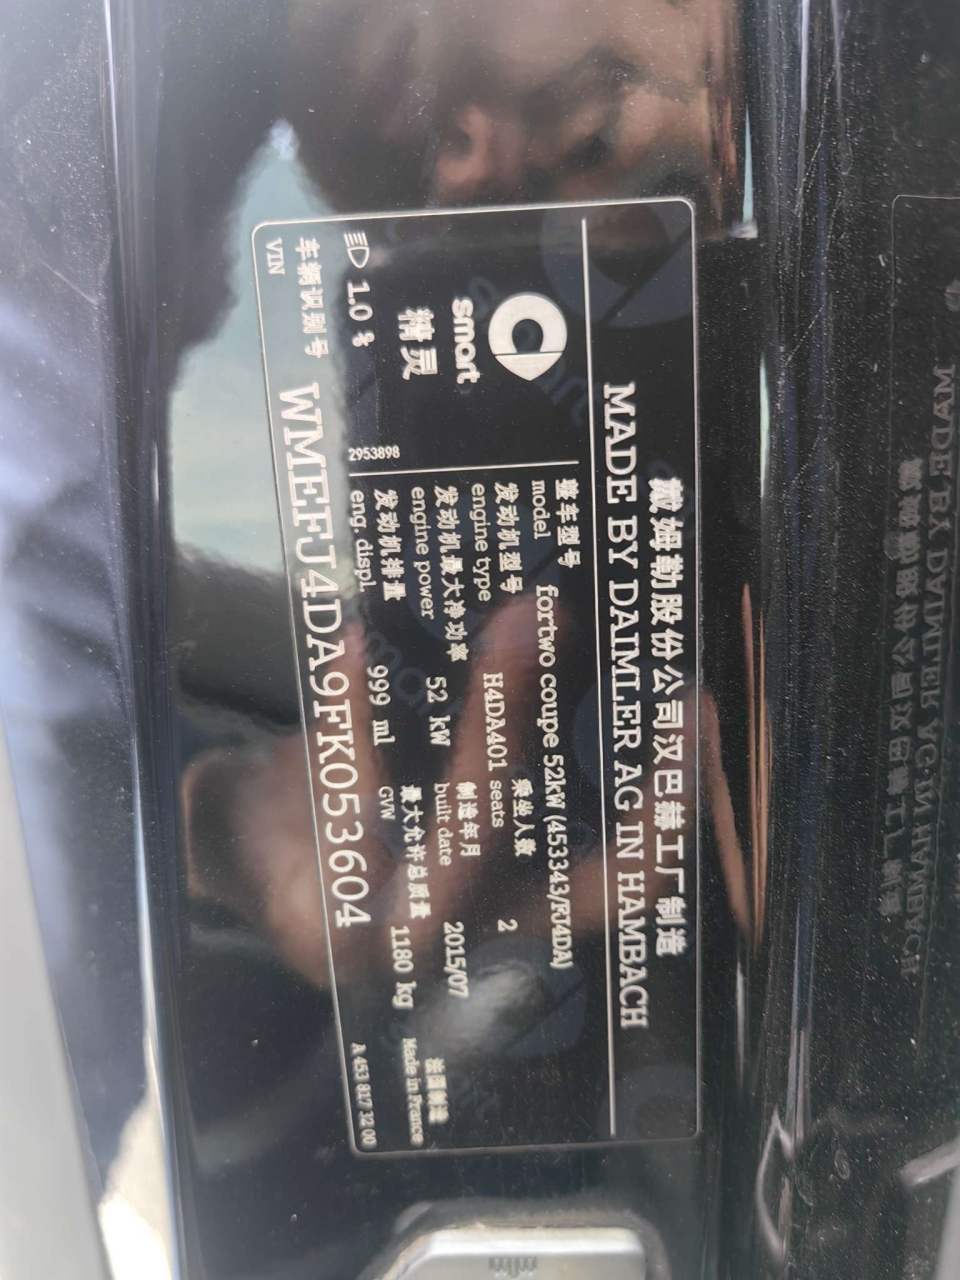 戴姆勒股份公司汉巴赫工厂制造
MADE BY DAIMLER AG IN HAMBACH
smart
精灵
1.0 %
2953898
轿车型号
model fortwo coupe 52kW (453343/FJ4DA)
发动机型号 乘坐人数
engine type H4DA401 seats 2
发动机最大净功率 52 kW 制造年月 2015/07
engine power built date
发动机排量 999 ml 最大允许总质量 1180 kg 法国制造
eng. displ. GVW Made in France
车辆识别号 WMEFJ4DA9FK053604 A 453 817 32 00
VIN